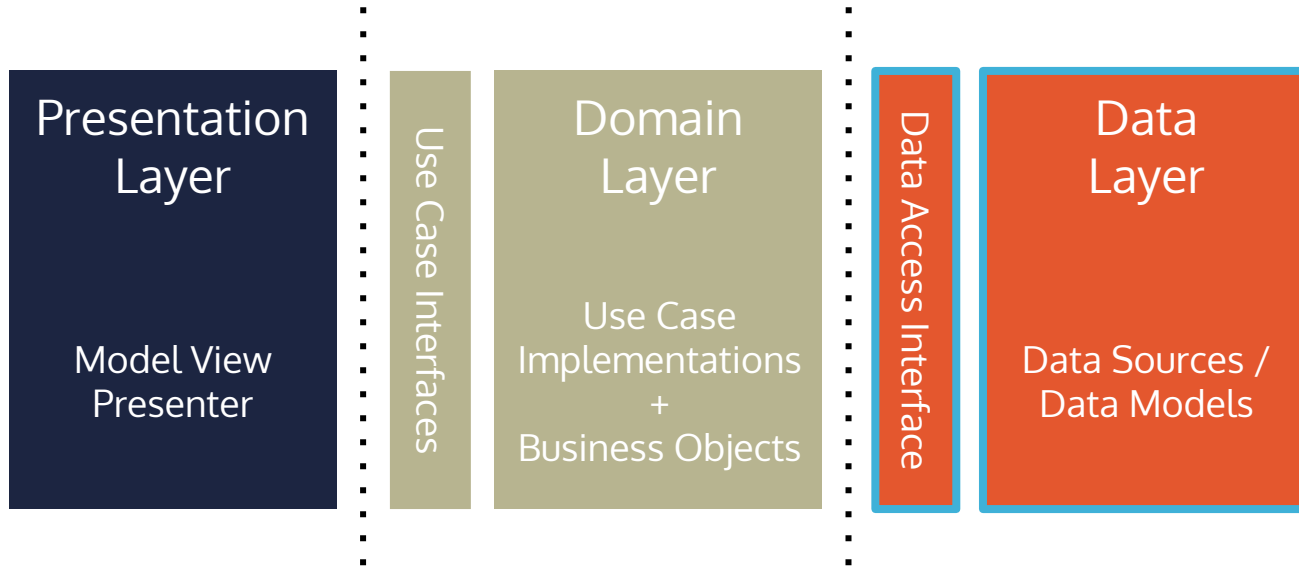 Presentation
Layer
Model View
Presenter
Use Case Interfaces
Domain
Layer
Use Case
Implementations
+
Business Objects
Data Access Interface
Data
Layer
Data Sources /
Data Models